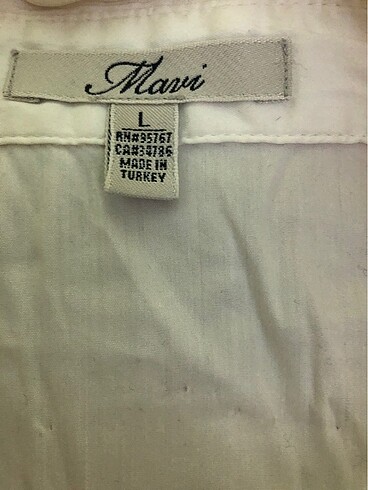 Mavi
L
RN#95767
CA#34786
MADE IN
TURKEY